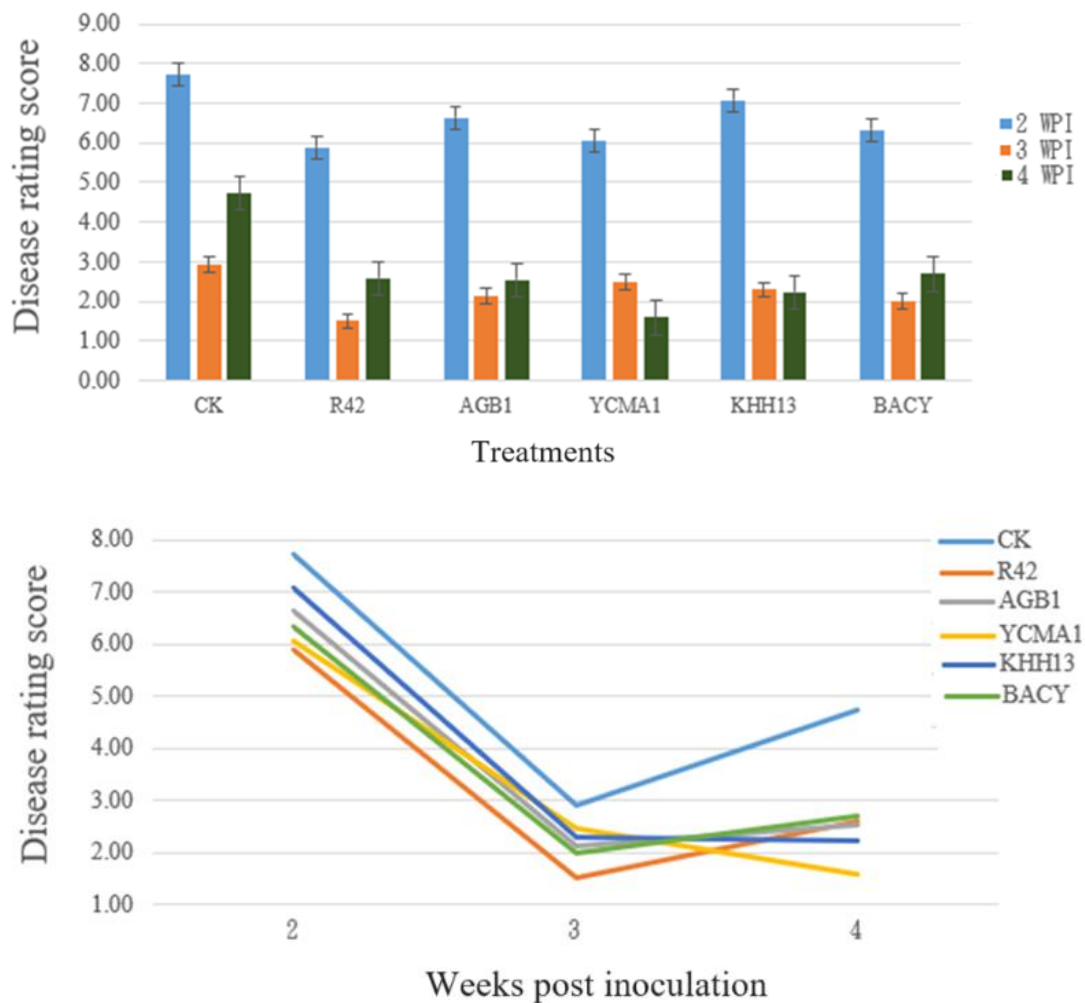 9.00
8.00
7.00
6.00
5.00
4.00
3.00
2.00
1.00
0.00
Disease rating score
2 WPI
3 WPI
4 WPI
CK R42 AGB1 YCMA1 KHH13 BACY
Treatments
8.00
7.00
6.00
5.00
4.00
3.00
2.00
1.00
Disease rating score
CK
R42
AGB1
YCMA1
KHH13
BACY
2 3 4
Weeks post inoculation